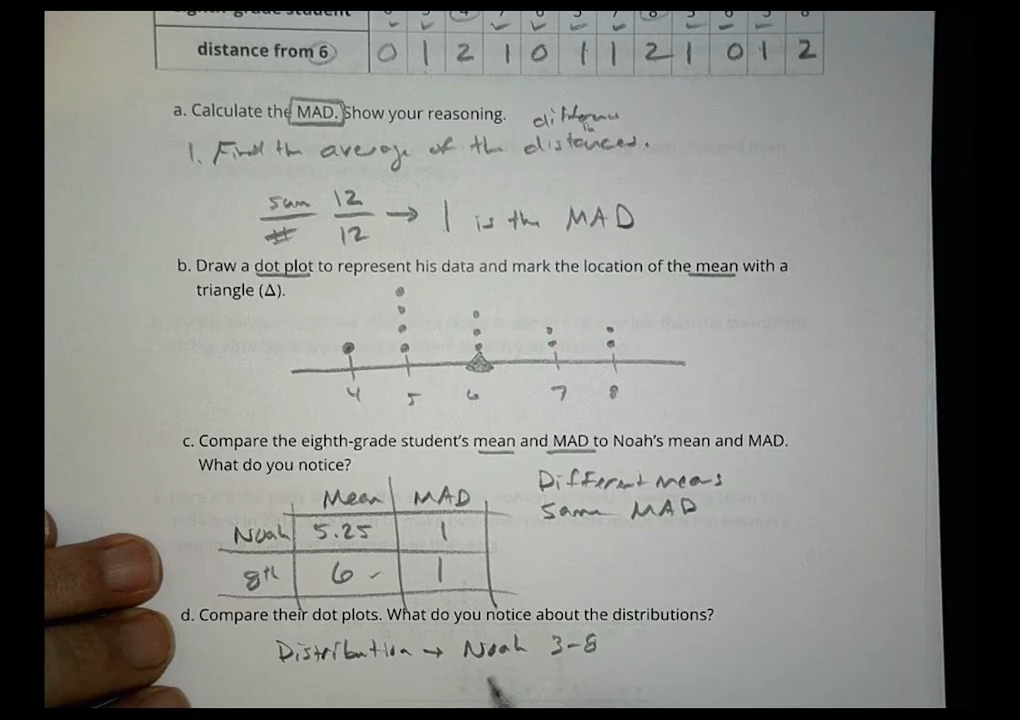 eighth-grade student
distance from 6 0 1 2 1 0 1 1 2 1 0 1 2
a. Calculate the MAD. Show your reasoning.
in
1. Find the average of the distances.
sum 12
# 12 → 1 is the MAD
b. Draw a dot plot to represent his data and mark the location of the mean with a
triangle (Δ).
4 5 6 7 8
c. Compare the eighth-grade student's mean and MAD to Noah's mean and MAD.
What do you notice?
Different means
Same MAD
Mean MAD
Noah 5.25 1
8th 6 1
d. Compare their dot plots. What do you notice about the distributions?
Distribution → Noah 3-8